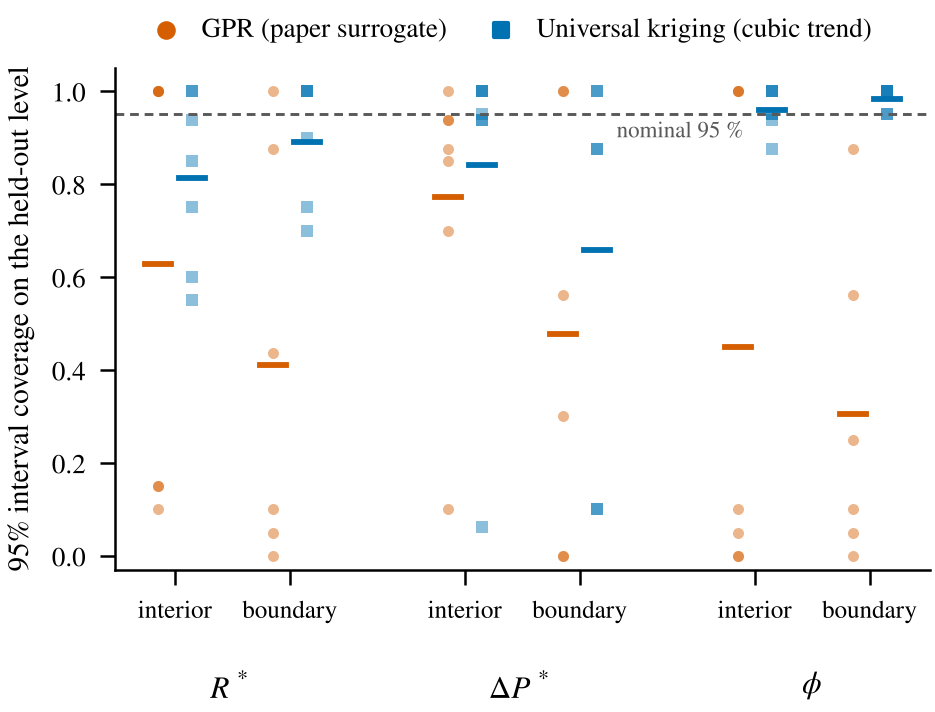 GPR (paper surrogate) Universal kriging (cubic trend)
95% interval coverage on the held-out level
1.0
0.8
0.6
0.4
0.2
0.0
nominal 95 %
interior boundary interior boundary interior boundary
R* ΔP* ϕ